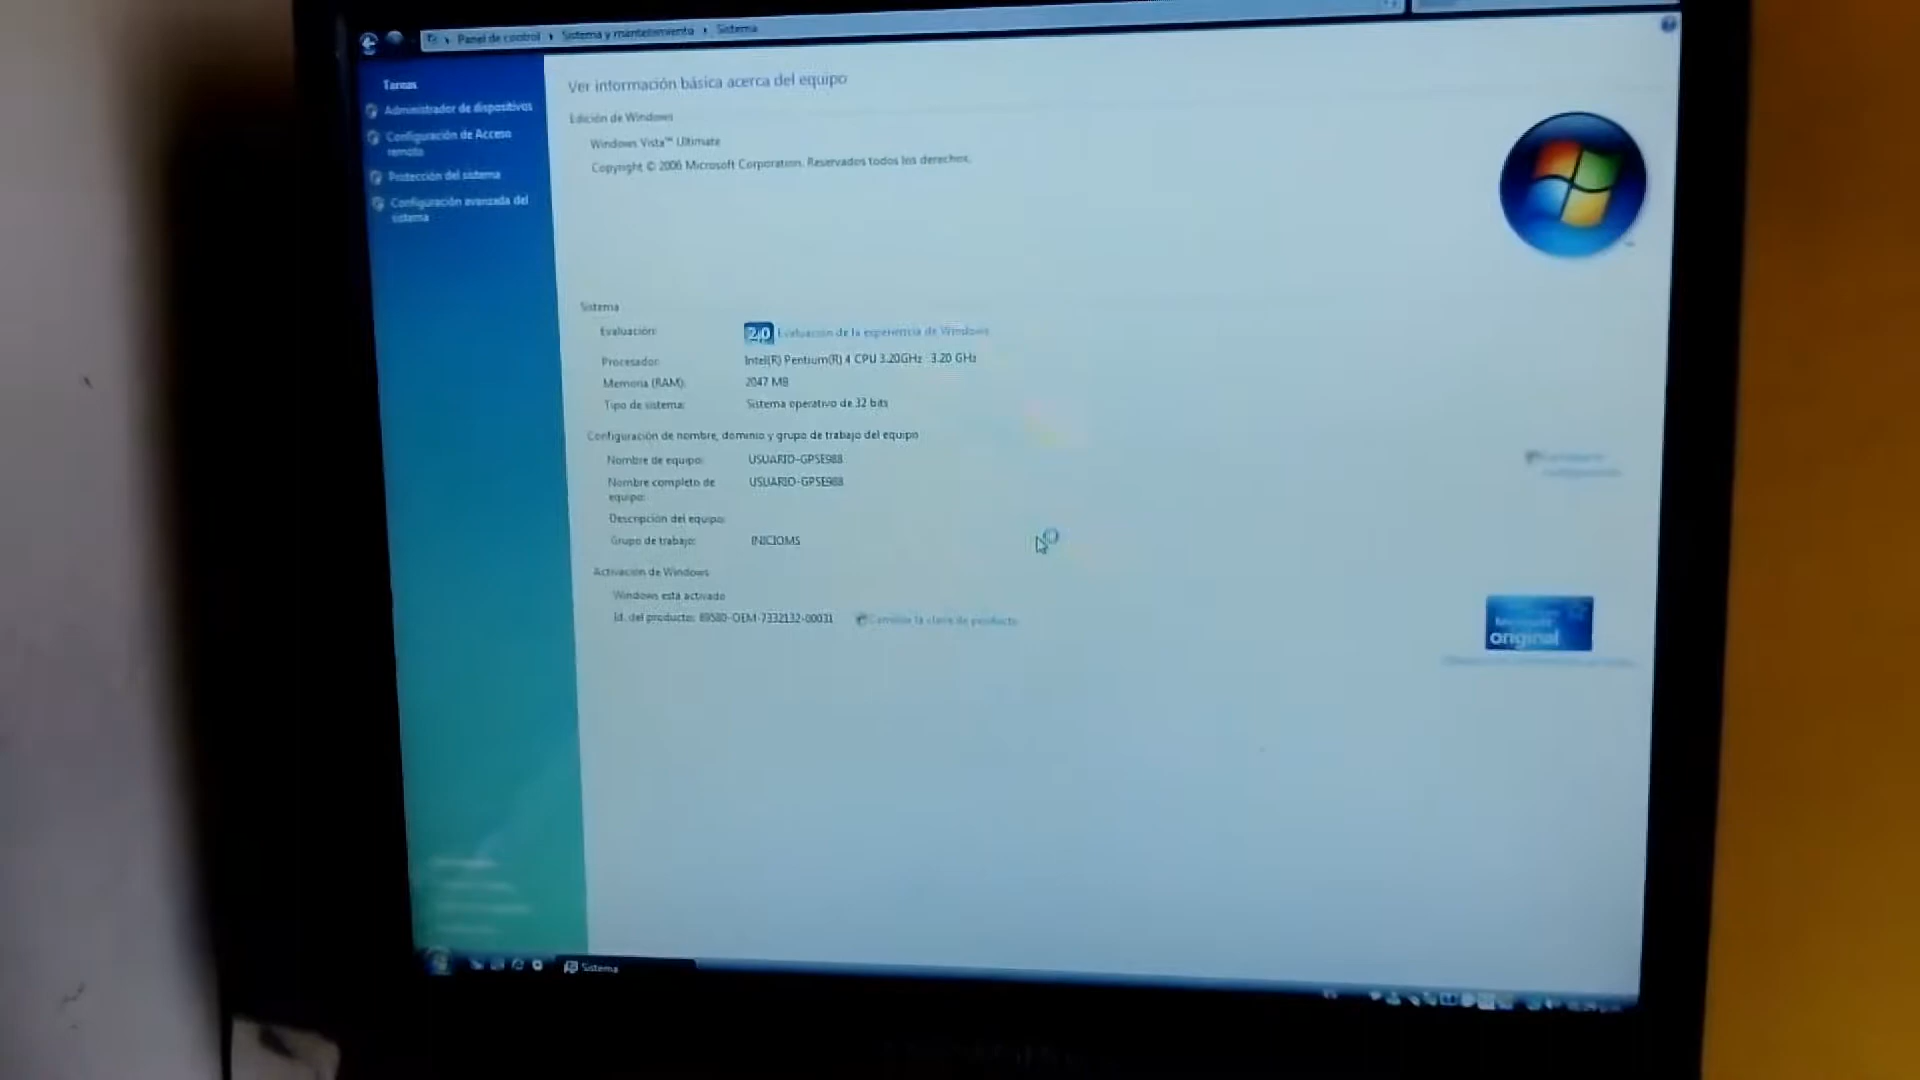 Panel de control › Sistema y mantenimiento › Sistema
Tareas
Administrador de dispositivos
Configuración de Acceso
remoto
Protección del sistema
Configuración avanzada del
sistema
Ver información básica acerca del equipo
Edición de Windows
Windows Vista™ Ultimate
Copyright © 2006 Microsoft Corporation. Reservados todos los derechos.
Sistema
Evaluación: 2,0 Evaluación de la experiencia de Windows
Procesador: Intel(R) Pentium(R) 4 CPU 3.20GHz 3.20 GHz
Memoria (RAM): 2047 MB
Tipo de sistema: Sistema operativo de 32 bits
Configuración de nombre, dominio y grupo de trabajo del equipo
Nombre de equipo: USUARIO-GPSE988
Nombre completo de
equipo: USUARIO-GPSE988
Descripción del equipo:
Grupo de trabajo: INICIOMS
Activación de Windows
Windows está activado
Id. del producto: 89580-OEM-7332132-00031 Cambiar la clave de producto
Microsoft
original
Sistema